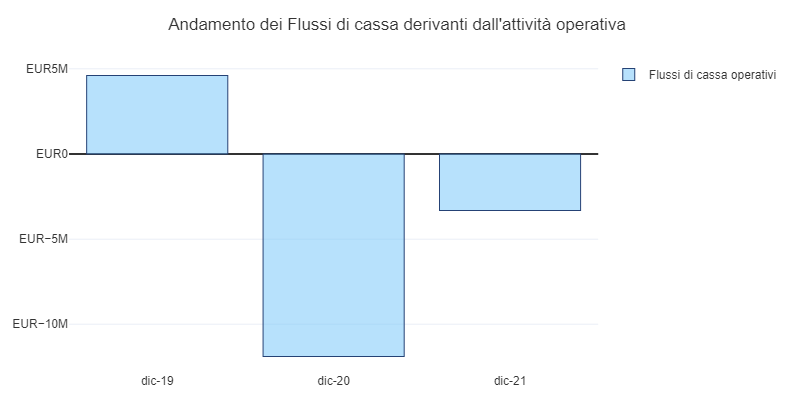 Andamento dei Flussi di cassa derivanti dall'attività operativa
EUR5M
EUR0
EUR−5M
EUR−10M
dic-19
dic-20
dic-21
Flussi di cassa operativi